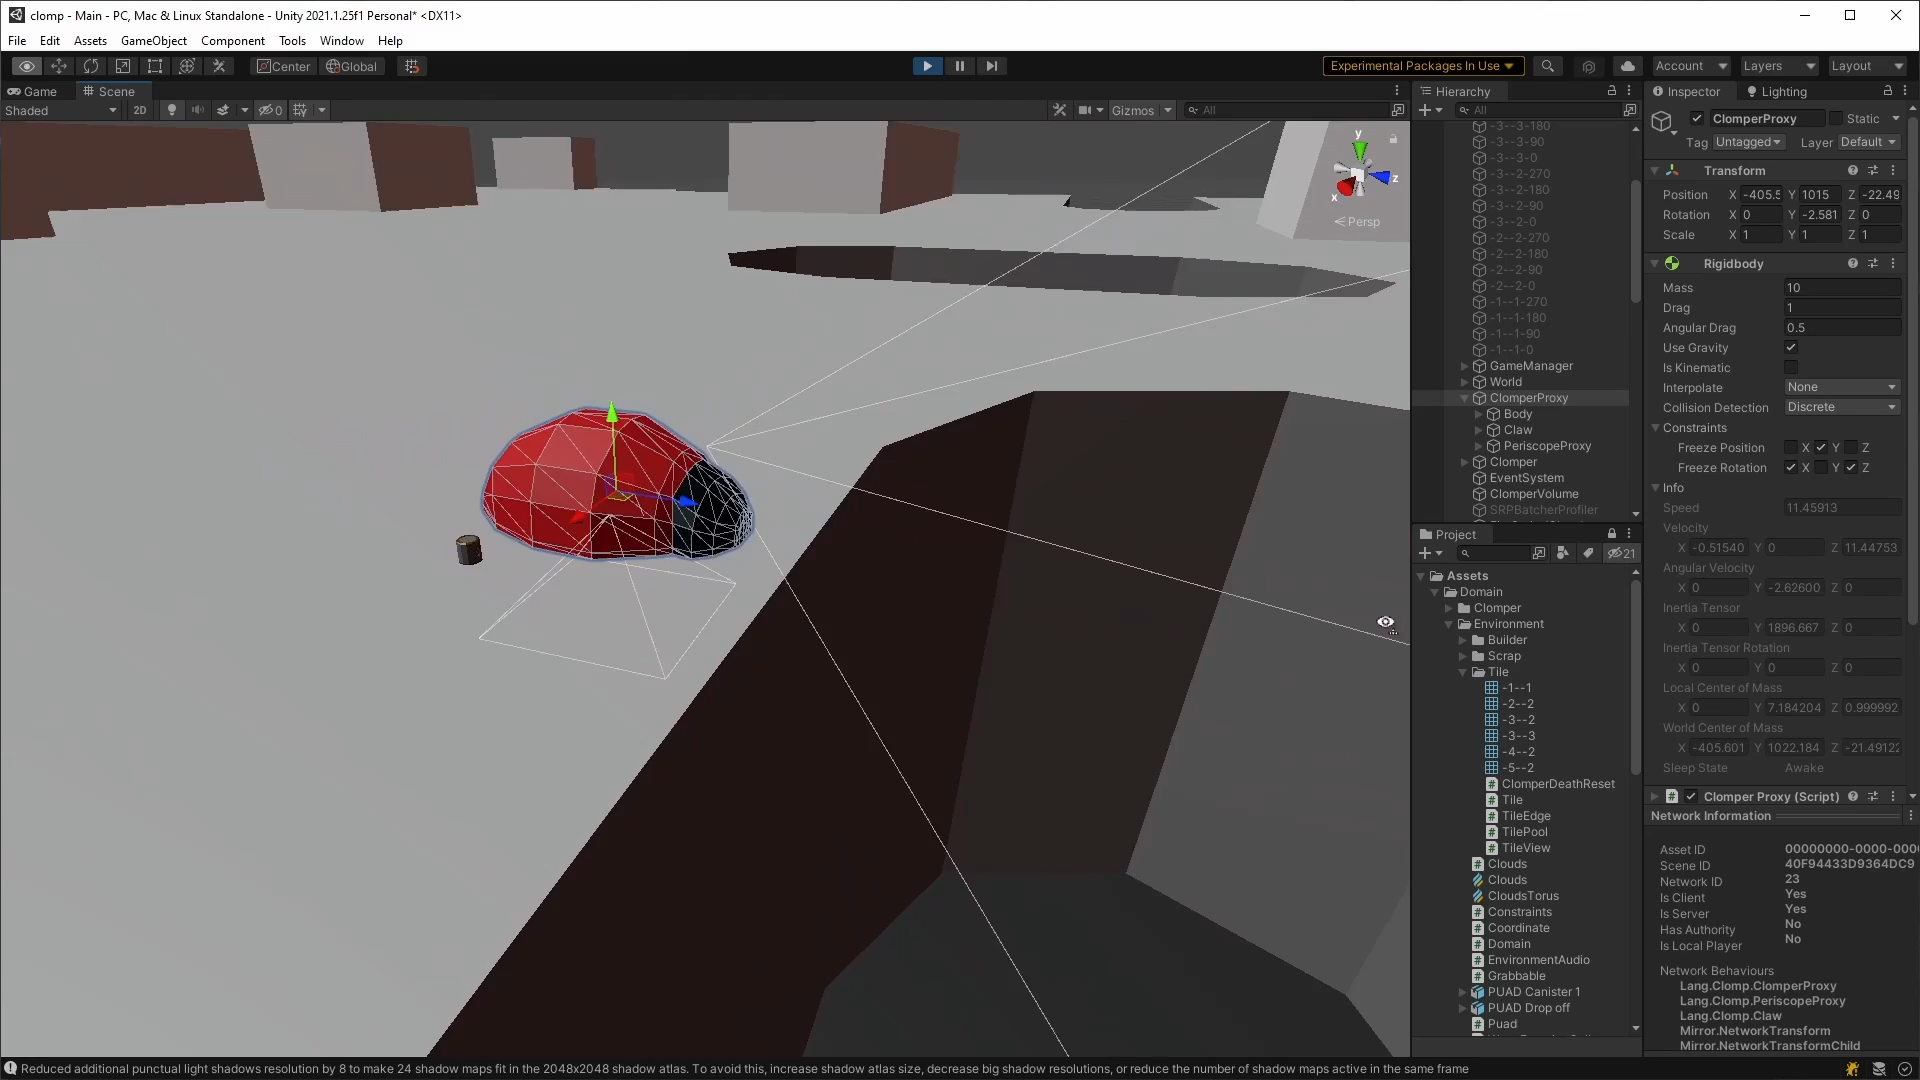 clomp - Main - PC, Mac & Linux Standalone - Unity 2021.1.25f1 Personal* <DX11>
File Edit Assets GameObject Component Tools Window Help
Center Global Experimental Packages In Use Account Layers Layout
Game Scene
Shaded 2D 0 Gizmos All
y
z
x
Persp
Hierarchy
All
-3--3-180
-3--3-90
-3--3-0
-3--2-270
-3--2-180
-3--2-90
-3--2-0
-2--2-270
-2--2-180
-2--2-90
-2--2-0
-1--1-270
-1--1-180
-1--1-90
-1--1-0
GameManager
World
ClomperProxy
Body
Claw
PeriscopeProxy
Clomper
EventSystem
ClomperVolume
SRPBatcherProfiler
Project
21
Assets
Domain
Clomper
Environment
Builder
Scrap
Tile
-1--1
-2--2
-3--2
-3--3
-4--2
-5--2
ClomperDeathReset
Tile
TileEdge
TilePool
TileView
Clouds
Clouds
CloudsTorus
Constraints
Coordinate
Domain
EnvironmentAudio
Grabbable
PUAD Canister 1
PUAD Drop off
Puad
Inspector Lighting
ClomperProxy Static
Tag Untagged Layer Default
Transform
Position X -405.5 Y 1015 Z -22.49
Rotation X 0 Y -2.581 Z 0
Scale X 1 Y 1 Z 1
Rigidbody
Mass 10
Drag 1
Angular Drag 0.5
Use Gravity
Is Kinematic
Interpolate None
Collision Detection Discrete
Constraints
Freeze Position X Y Z
Freeze Rotation X Y Z
Info
Speed 11.45913
Velocity
X -0.51540 Y 0 Z 11.44753
Angular Velocity
X 0 Y -2.62600 Z 0
Inertia Tensor
X 0 Y 1896.667 Z 0
Inertia Tensor Rotation
X 0 Y 0 Z 0
Local Center of Mass
X 0 Y 7.184204 Z 0.999992
World Center of Mass
X -405.601 Y 1022.184 Z -21.49122
Sleep State Awake
Clomper Proxy (Script)
Network Information
Asset ID 00000000-0000-000
Scene ID 40F94433D9364DC9
Network ID 23
Is Client Yes
Is Server Yes
Has Authority No
Is Local Player No
Network Behaviours
Lang.Clomp.ClomperProxy
Lang.Clomp.PeriscopeProxy
Lang.Clomp.Claw
Mirror.NetworkTransform
Mirror.NetworkTransformChild
Reduced additional punctual light shadows resolution by 8 to make 24 shadow maps fit in the 2048x2048 shadow atlas. To avoid this, increase shadow atlas size, decrease big shadow resolutions, or reduce the number of shadow maps active in the same frame